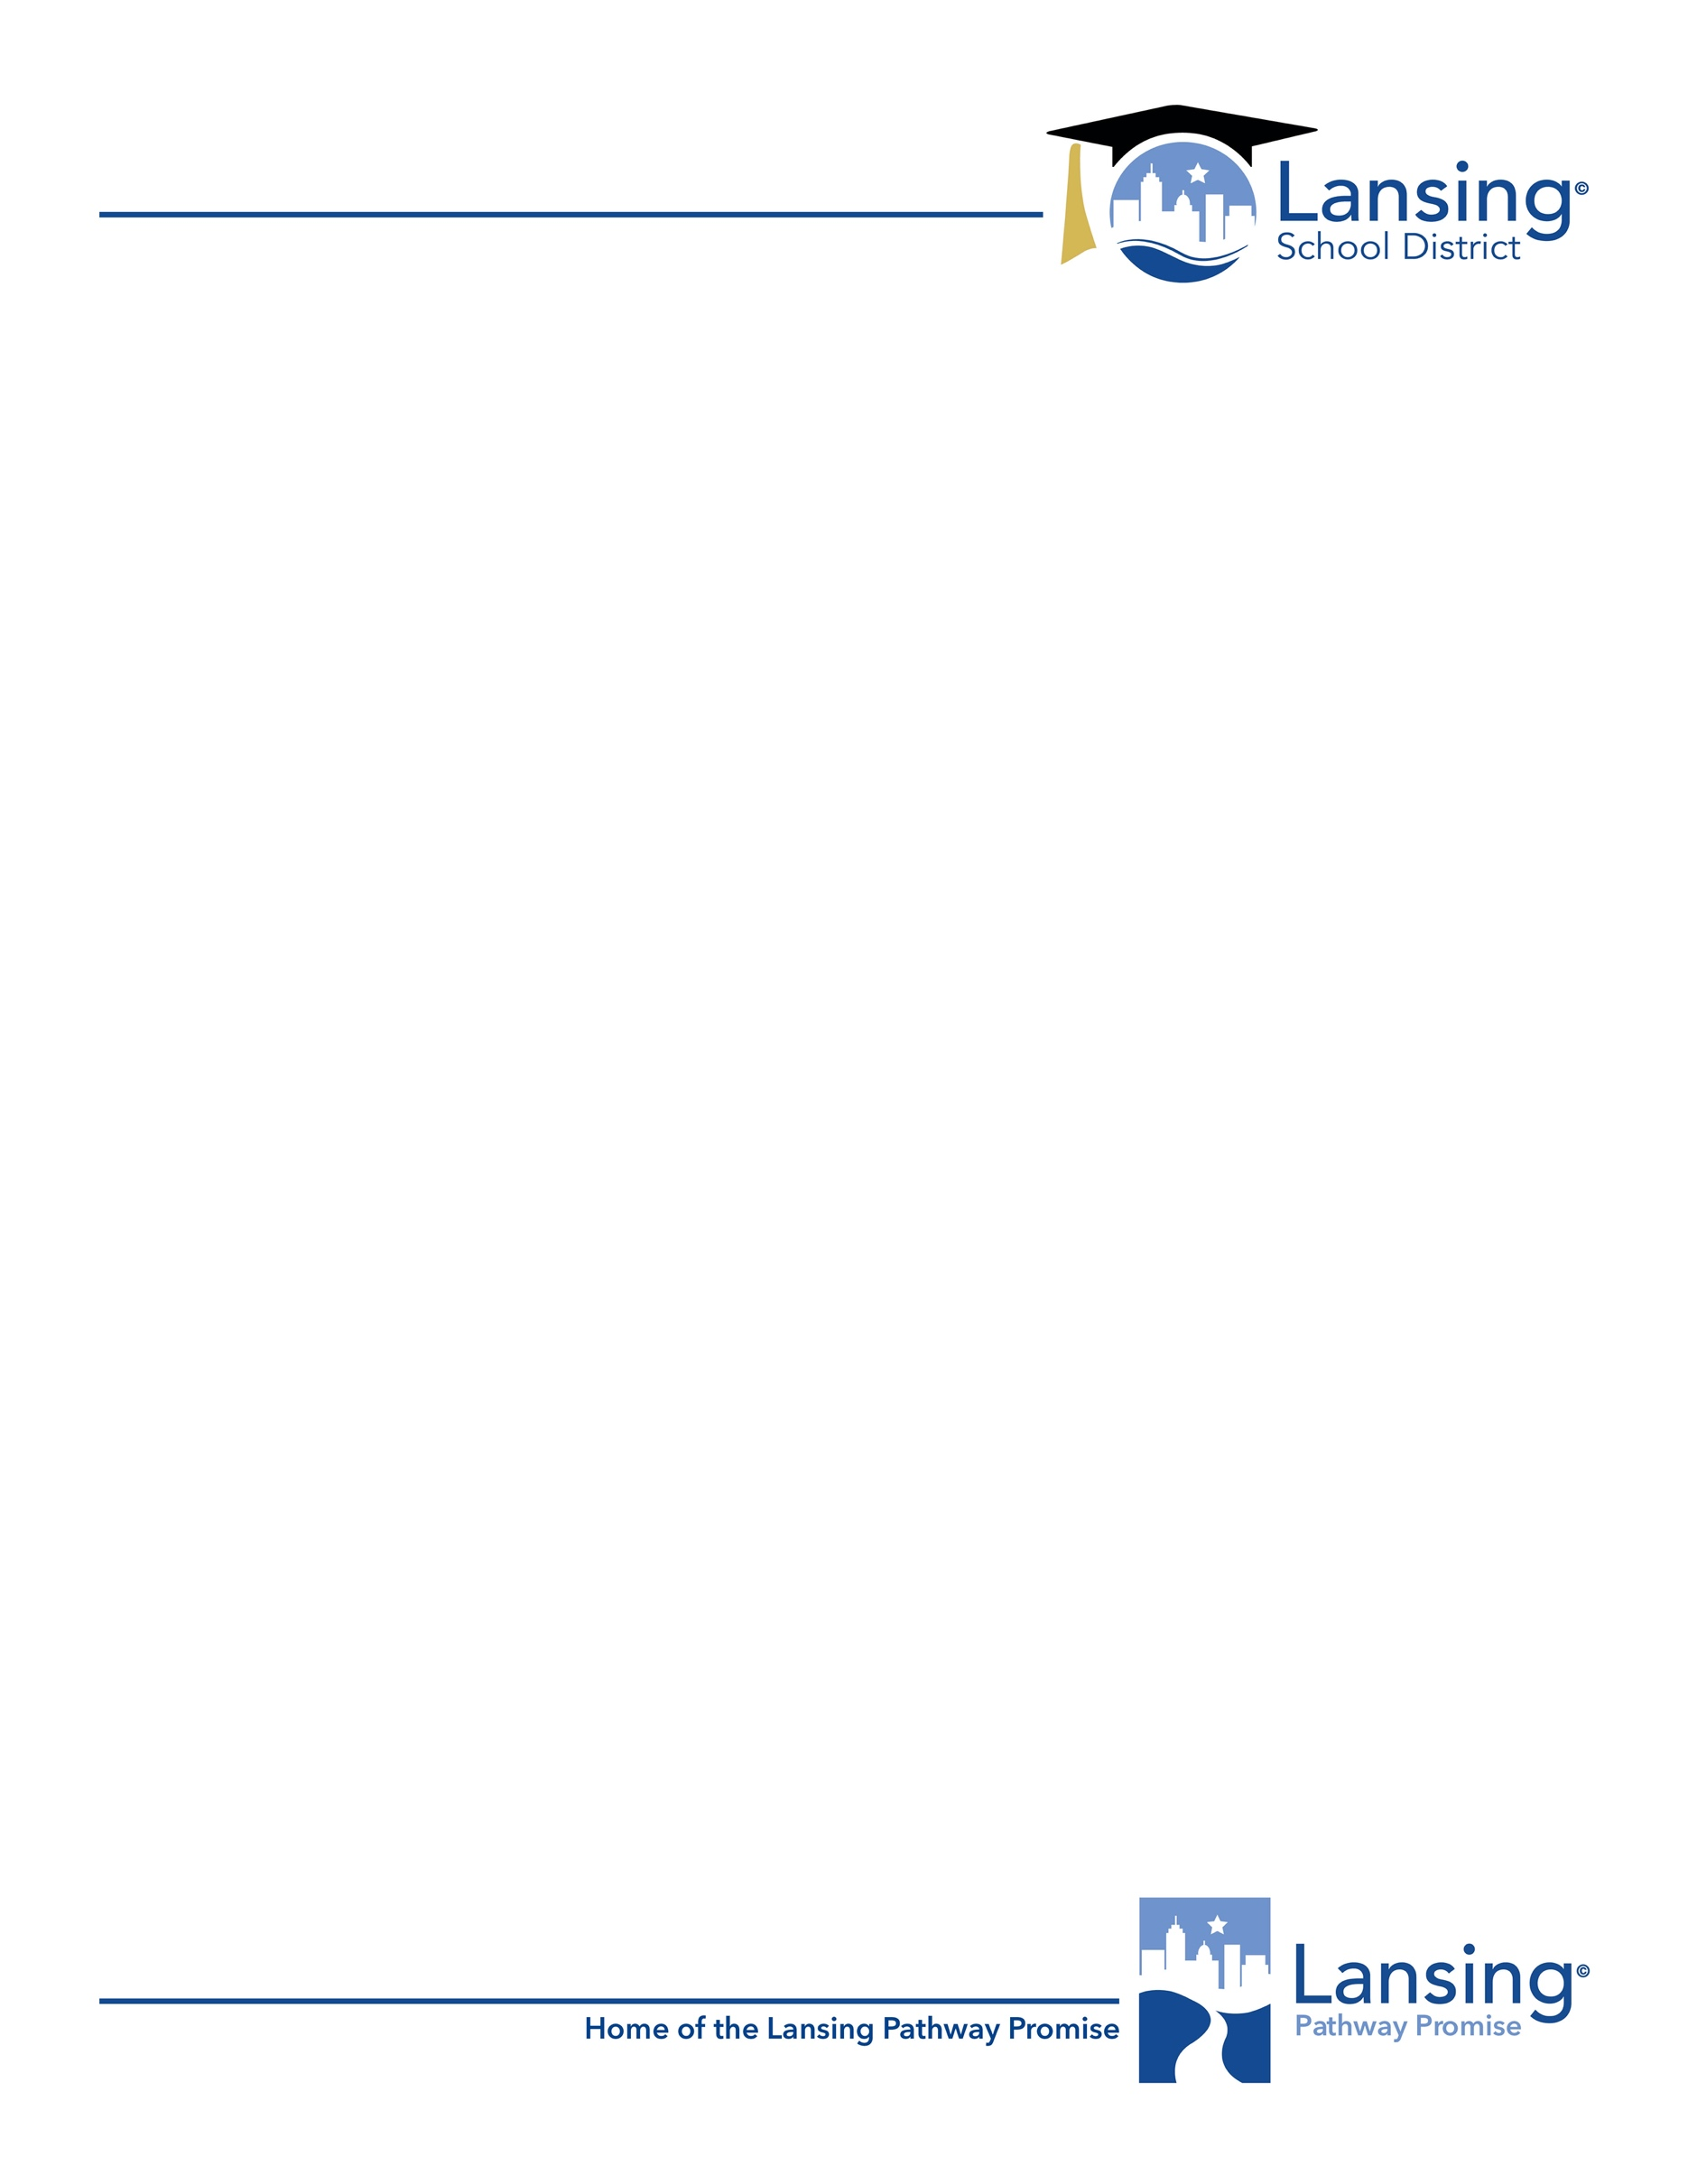 Lansing©
School District
Lansing©
Pathway Promise
Home of the Lansing Pathway Promise